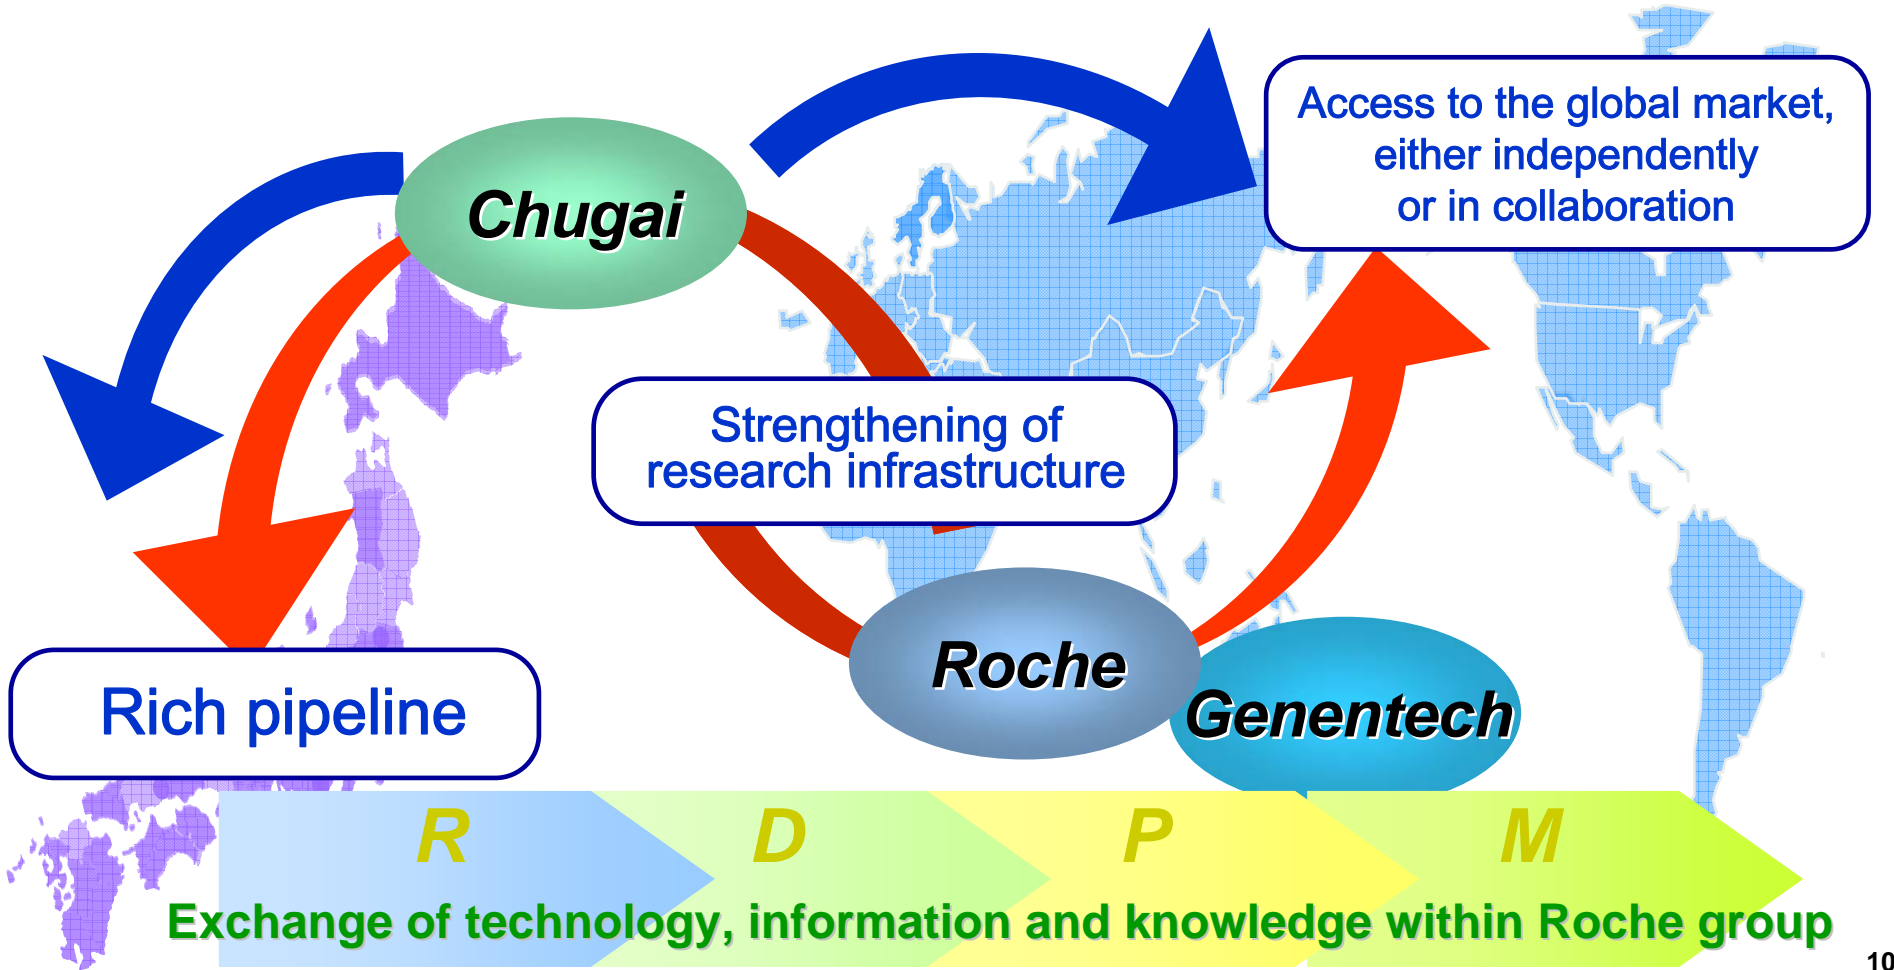 Chugai
Access to the global market,
either independently
or in collaboration
Strengthening of
research infrastructure
Roche
Genentech
Rich pipeline
R D P M
Exchange of technology, information and knowledge within Roche group
10